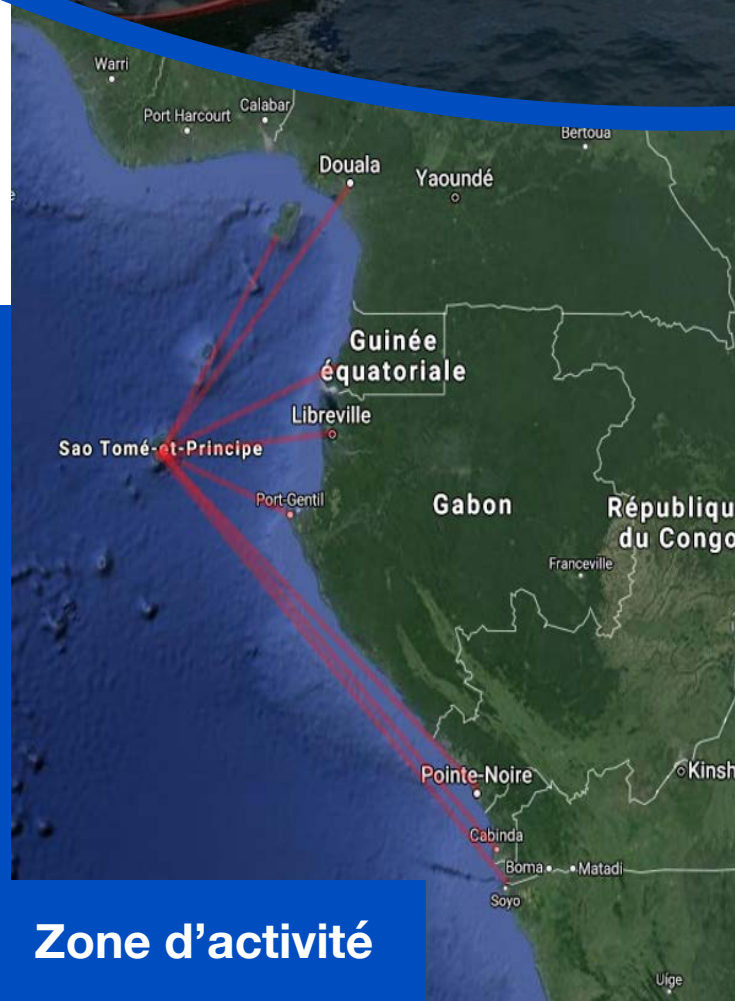 Warri
Port Harcourt
Calabar
Bertoua
Douala
Yaoundé
Guinée
équatoriale
Libreville
Sao Tomé-et-Principe
Port-Gentil
Gabon
Républiqu
du Congo
Franceville
Pointe-Noire
Kinsh
Cabinda
Boma
Matadi
Soyo
Zone d’activité
Uíge